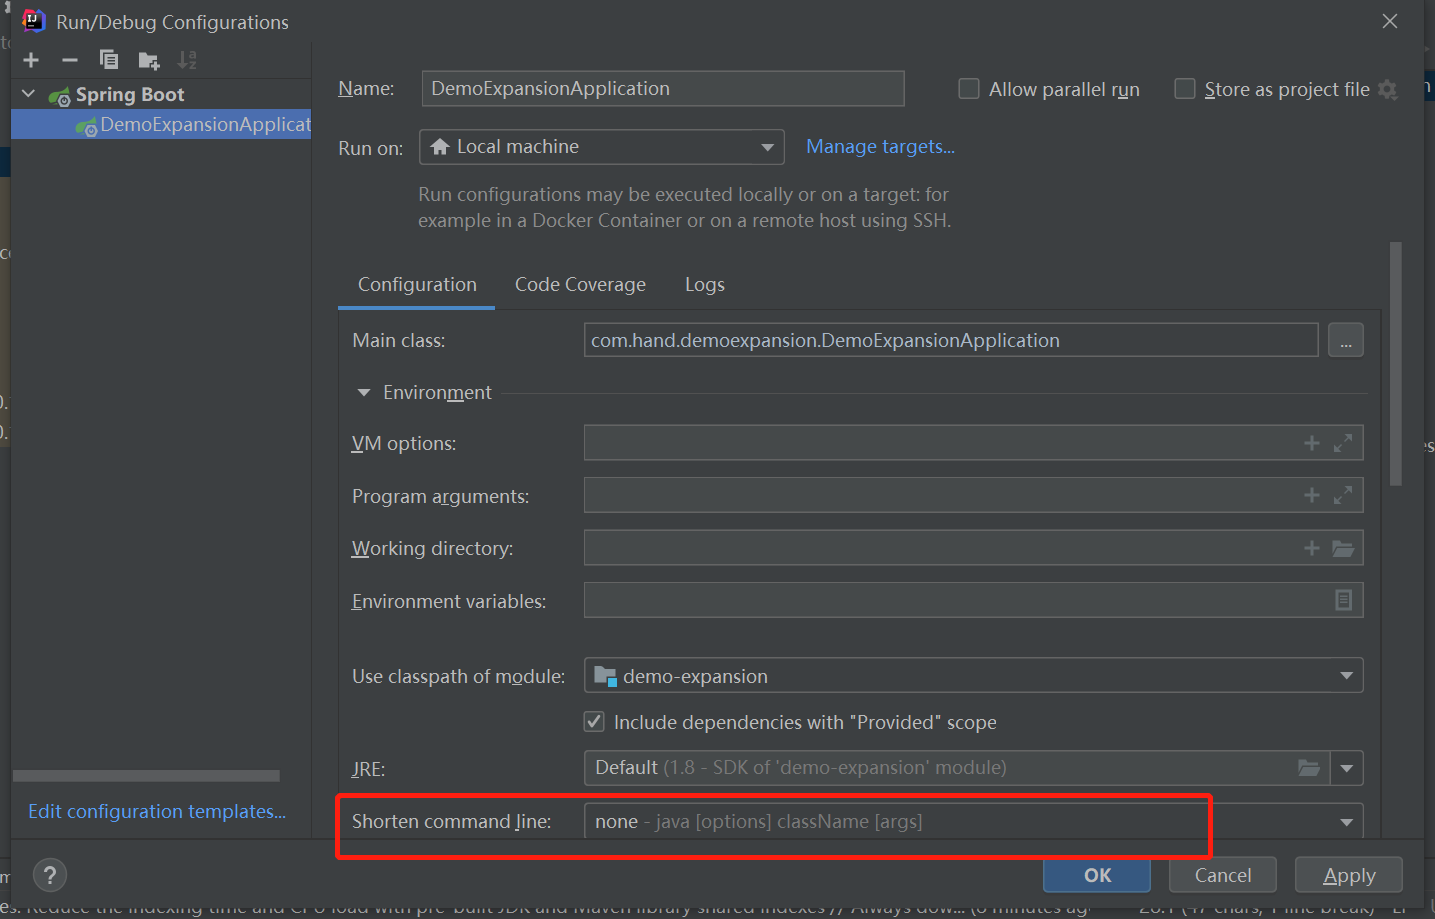 Run/Debug Configurations
Name: DemoExpansionApplication Allow parallel run Store as project file
Spring Boot
DemoExpansionApplicat
Run on: Local machine Manage targets...
Run configurations may be executed locally or on a target: for
example in a Docker Container or on a remote host using SSH.
Configuration Code Coverage Logs
Main class: com.hand.demoexpansion.DemoExpansionApplication ...
Environment
VM options:
Program arguments:
Working directory:
Environment variables:
Use classpath of module: demo-expansion
Include dependencies with "Provided" scope
JRE: Default (1.8 - SDK of 'demo-expansion' module)
Edit configuration templates...
Shorten command line: none - java [options] className [args]
? OK Cancel Apply